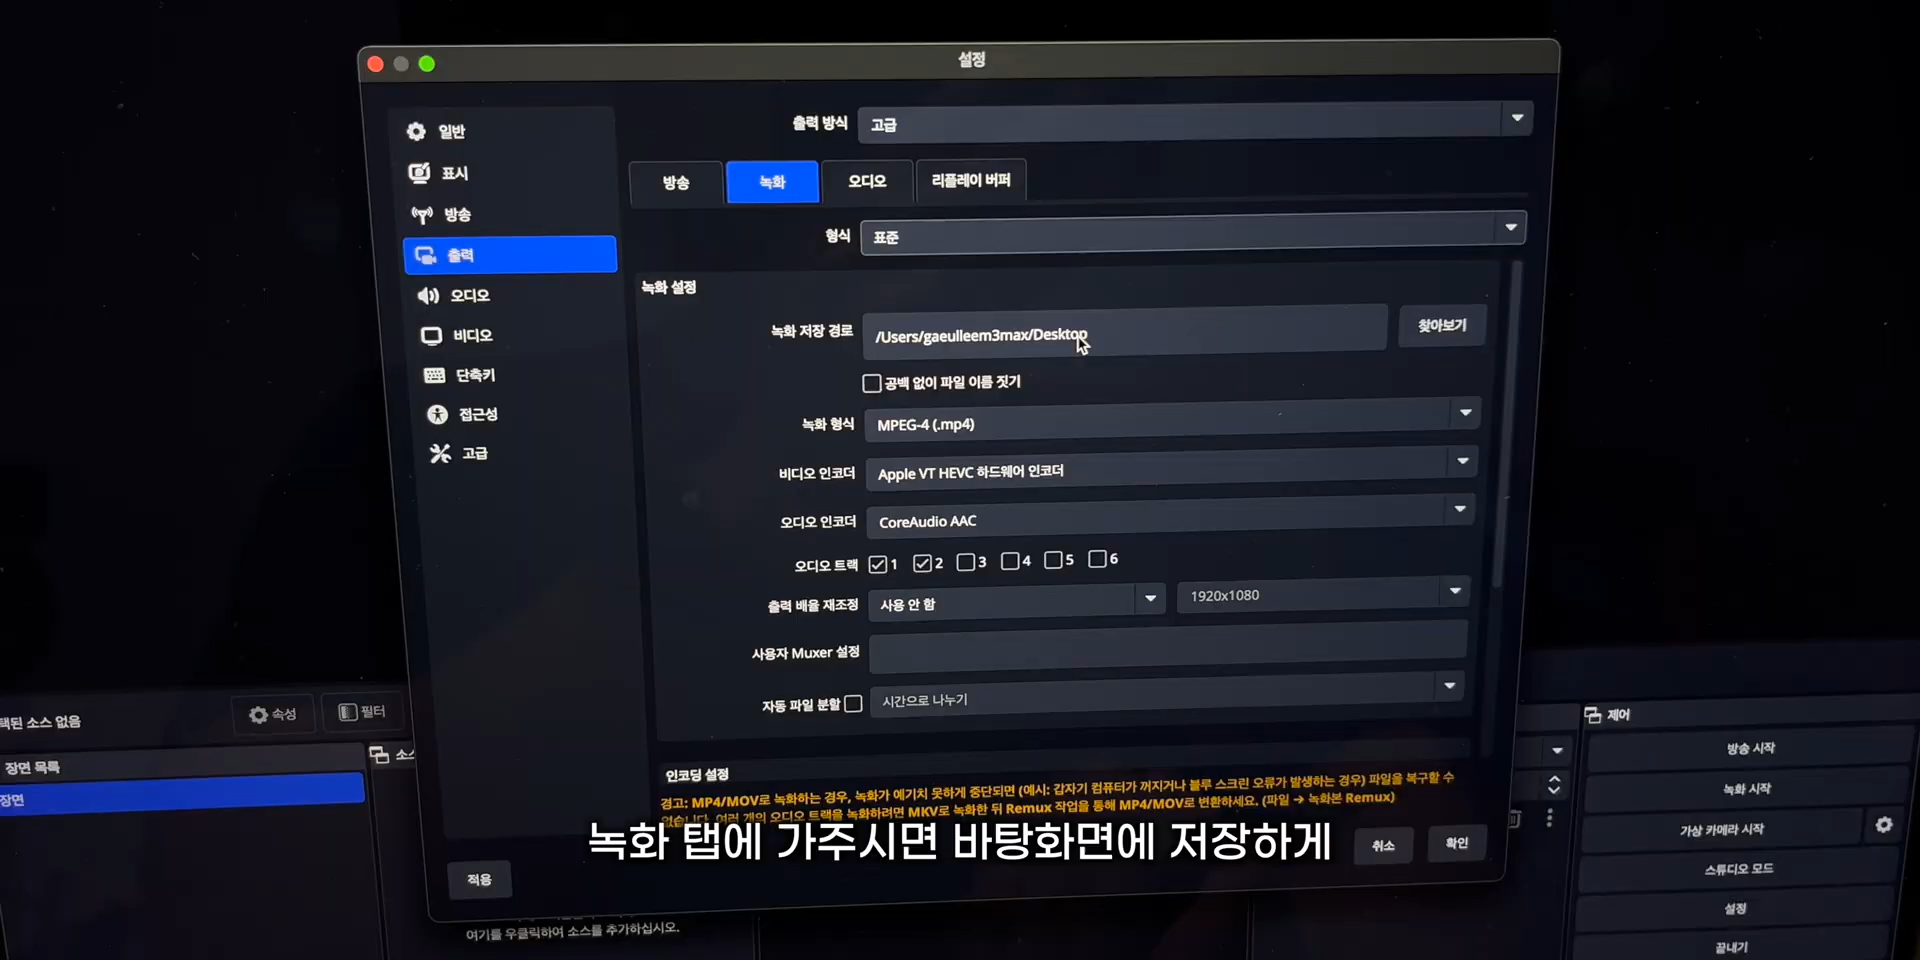 설정
일반
표시
방송
출력
오디오
비디오
단축키
접근성
고급
출력 방식 고급
방송 녹화 오디오 리플레이 버퍼
형식 표준
녹화 설정
녹화 저장 경로 /Users/gaeulleem3max/Desktop 찾아보기
공백 없이 파일 이름 짓기
녹화 형식 MPEG-4 (.mp4)
비디오 인코더 Apple VT HEVC 하드웨어 인코더
오디오 인코더 CoreAudio AAC
오디오 트랙 1 2 3 4 5 6
출력 배율 재조정 사용 안 함 1920x1080
사용자 Muxer 설정
자동 파일 분할 시간으로 나누기
인코딩 설정
경고: MP4/MOV로 녹화하는 경우, 녹화가 예기치 못하게 중단되면 (예시: 갑자기 컴퓨터가 꺼지거나 블루 스크린 오류가 발생하는 경우) 파일을 복구할 수
없습니다. 여러 개의 오디오 트랙을 녹화하려면 MKV로 녹화한 뒤 Remux 작업을 통해 MP4/MOV로 변환하세요. (파일 → 녹화본 Remux)
적용 취소 확인
택된 소스 없음 속성 필터
장면 목록
장면
소스
여기를 우클릭하여 소스를 추가하십시오.
제어
방송 시작
녹화 시작
가상 카메라 시작
스튜디오 모드
설정
끝내기
녹화 탭에 가주시면 바탕화면에 저장하게